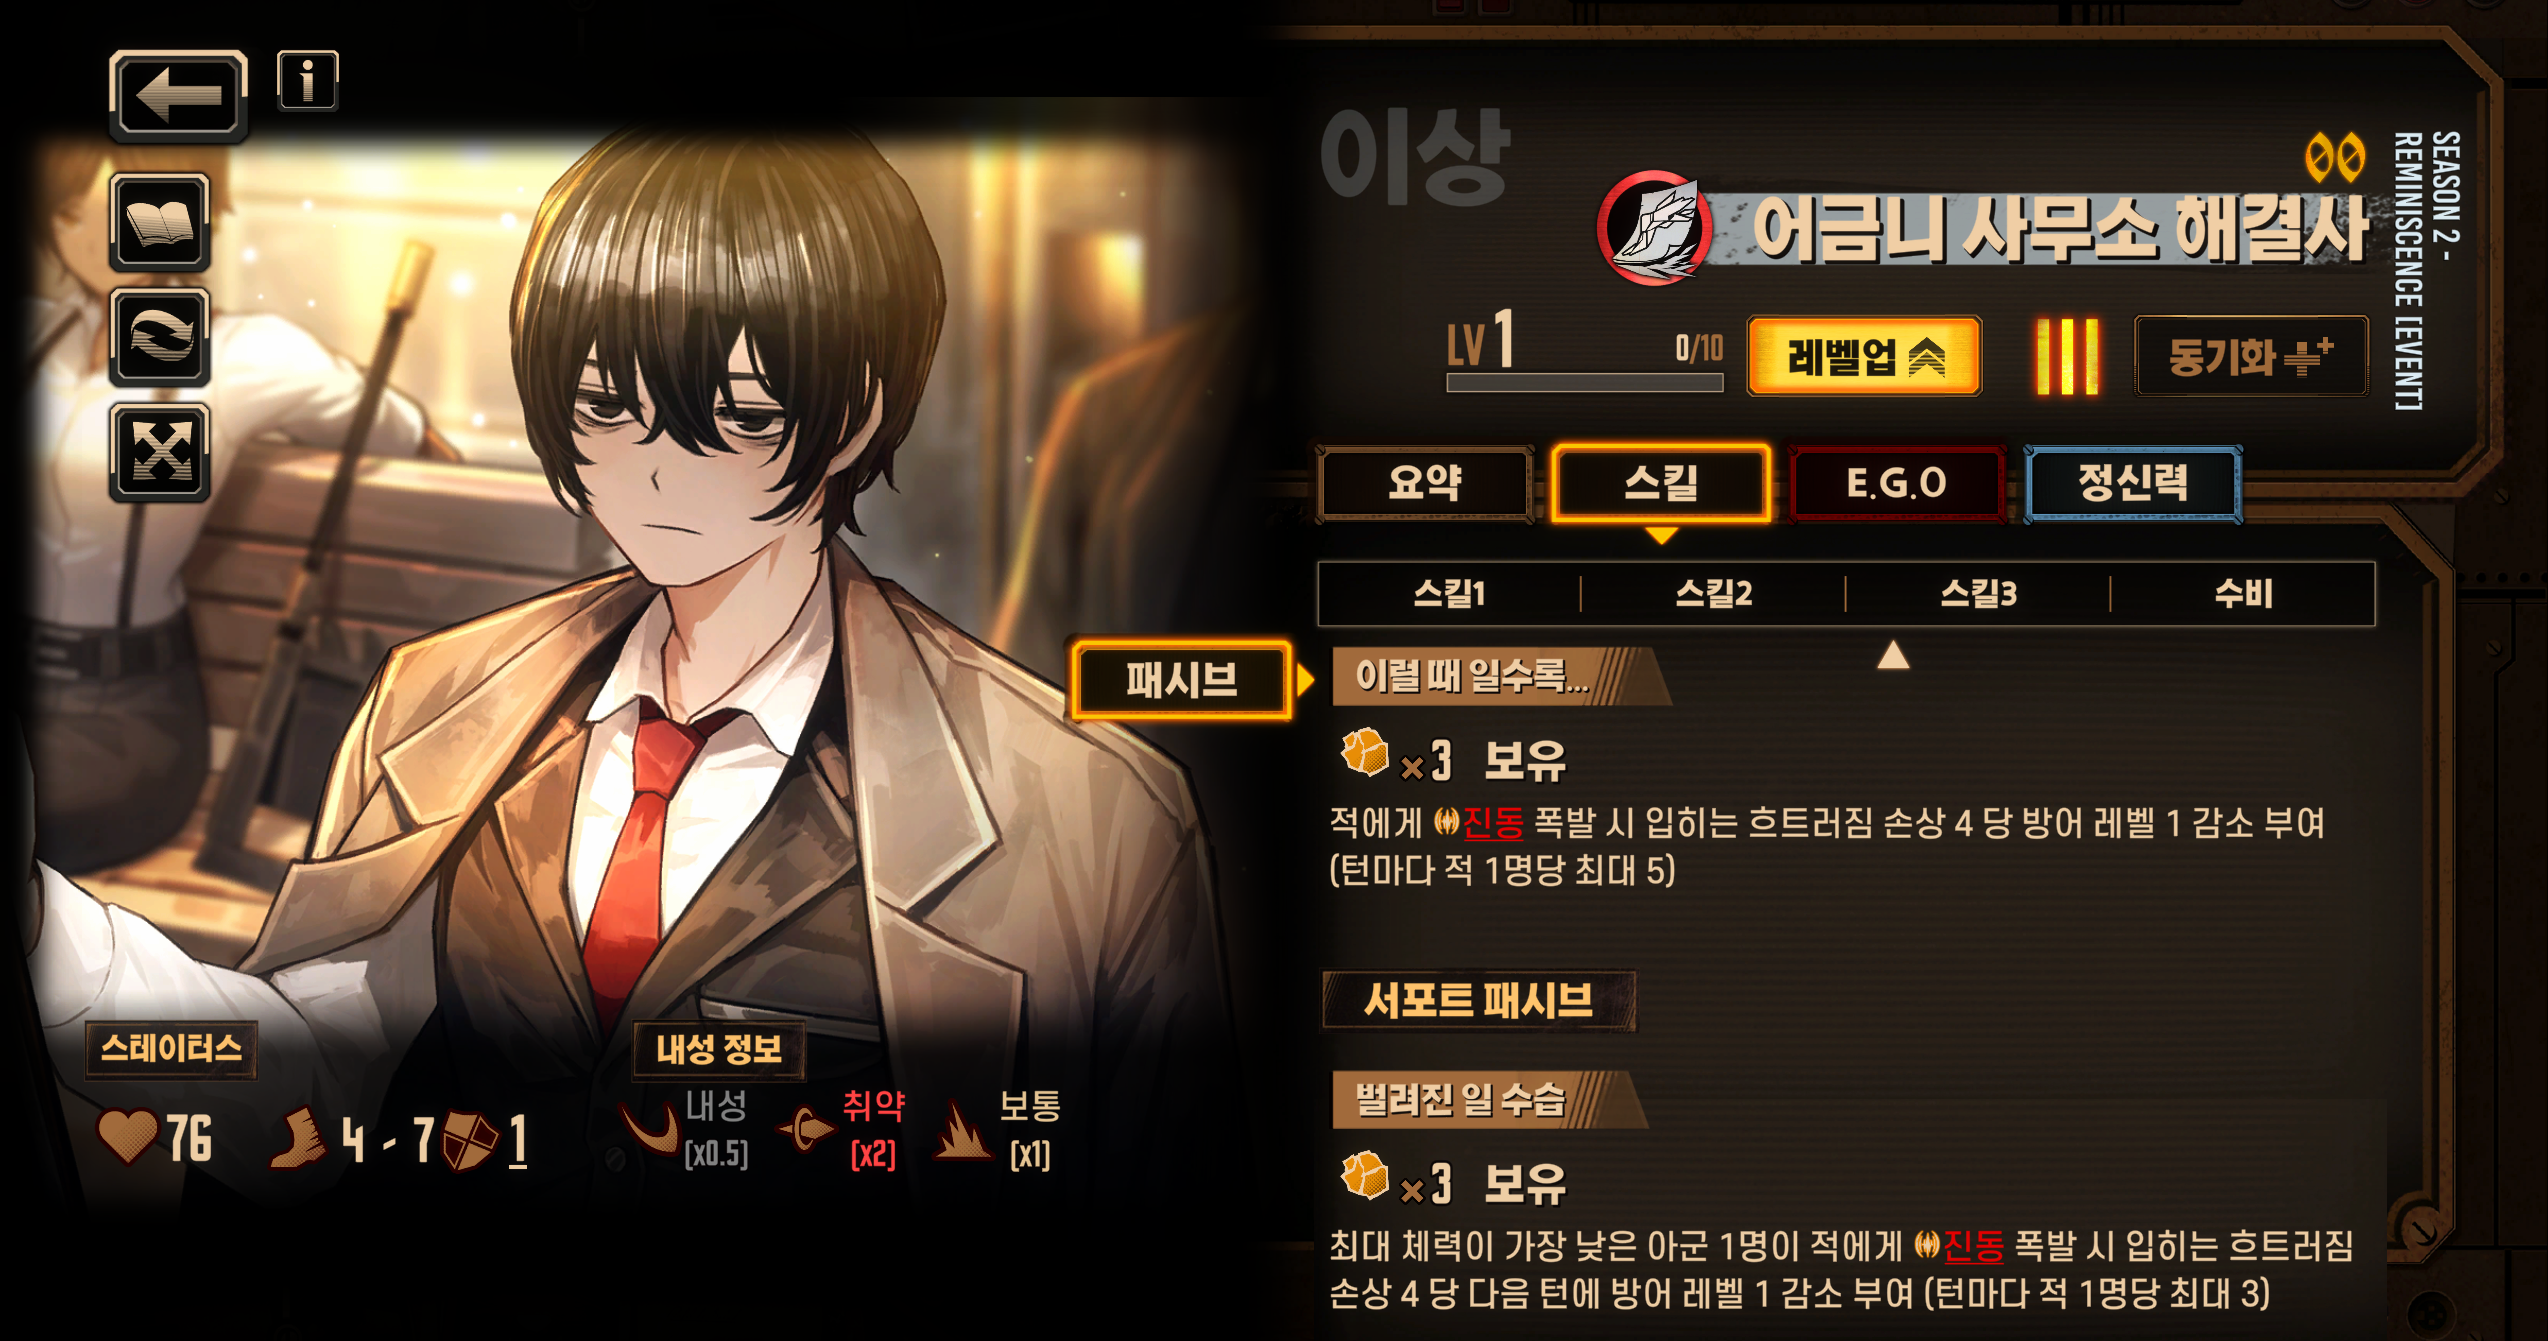 이상
어금니 사무소 해결사
SEASON 2 -
REMINISCENCE [EVENT]
LV 1
0/10
레벨업
동기화
요약
스킬
E.G.O
정신력
스킬1
스킬2
스킬3
수비
패시브
이럴 때 일수록...
×3 보유
적에게 진동 폭발 시 입히는 흐트러짐 손상 4 당 방어 레벨 1 감소 부여
(턴마다 적 1명당 최대 5)
서포트 패시브
벌려진 일 수습
×3 보유
최대 체력이 가장 낮은 아군 1명이 적에게 진동 폭발 시 입히는 흐트러짐
손상 4 당 다음 턴에 방어 레벨 1 감소 부여 (턴마다 적 1명당 최대 3)
스테이터스
76
4 - 7
1
내성 정보
내성
[x0.5]
취약
[x2]
보통
[x1]